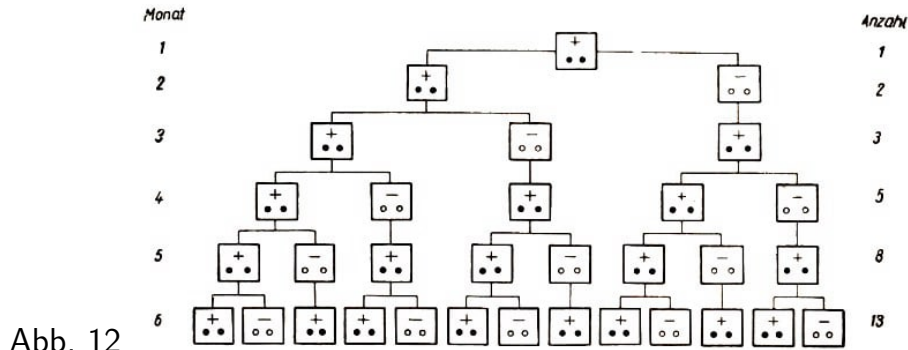 Monat Anzahl
1 + 1
2 + − 2
3 + − + 3
4 + − + + − 5
5 + − + + − + − + 8
6 + − + + − + − + + − + + − 13
Abb. 12